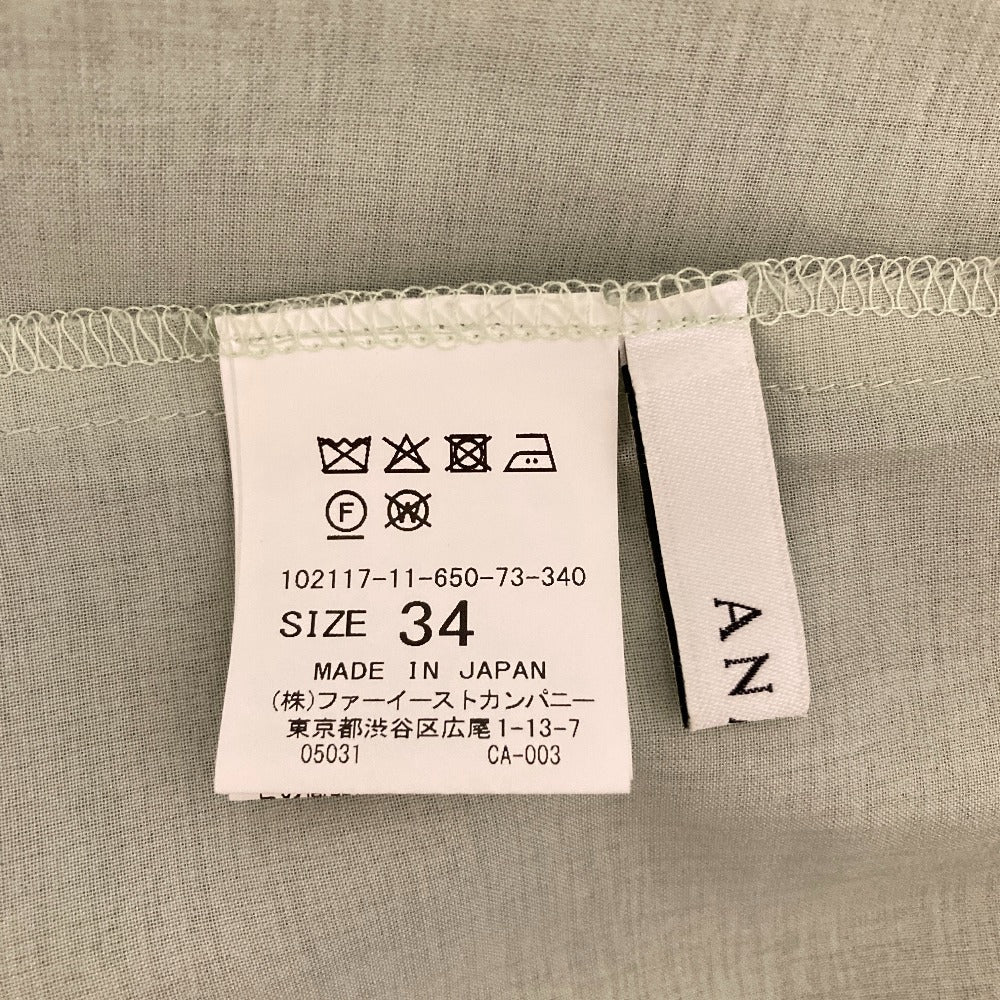 F
W
102117-11-650-73-340
SIZE 34
MADE IN JAPAN
(株)ファーイーストカンパニー
東京都渋谷区広尾1-13-7
05031 CA-003
AN